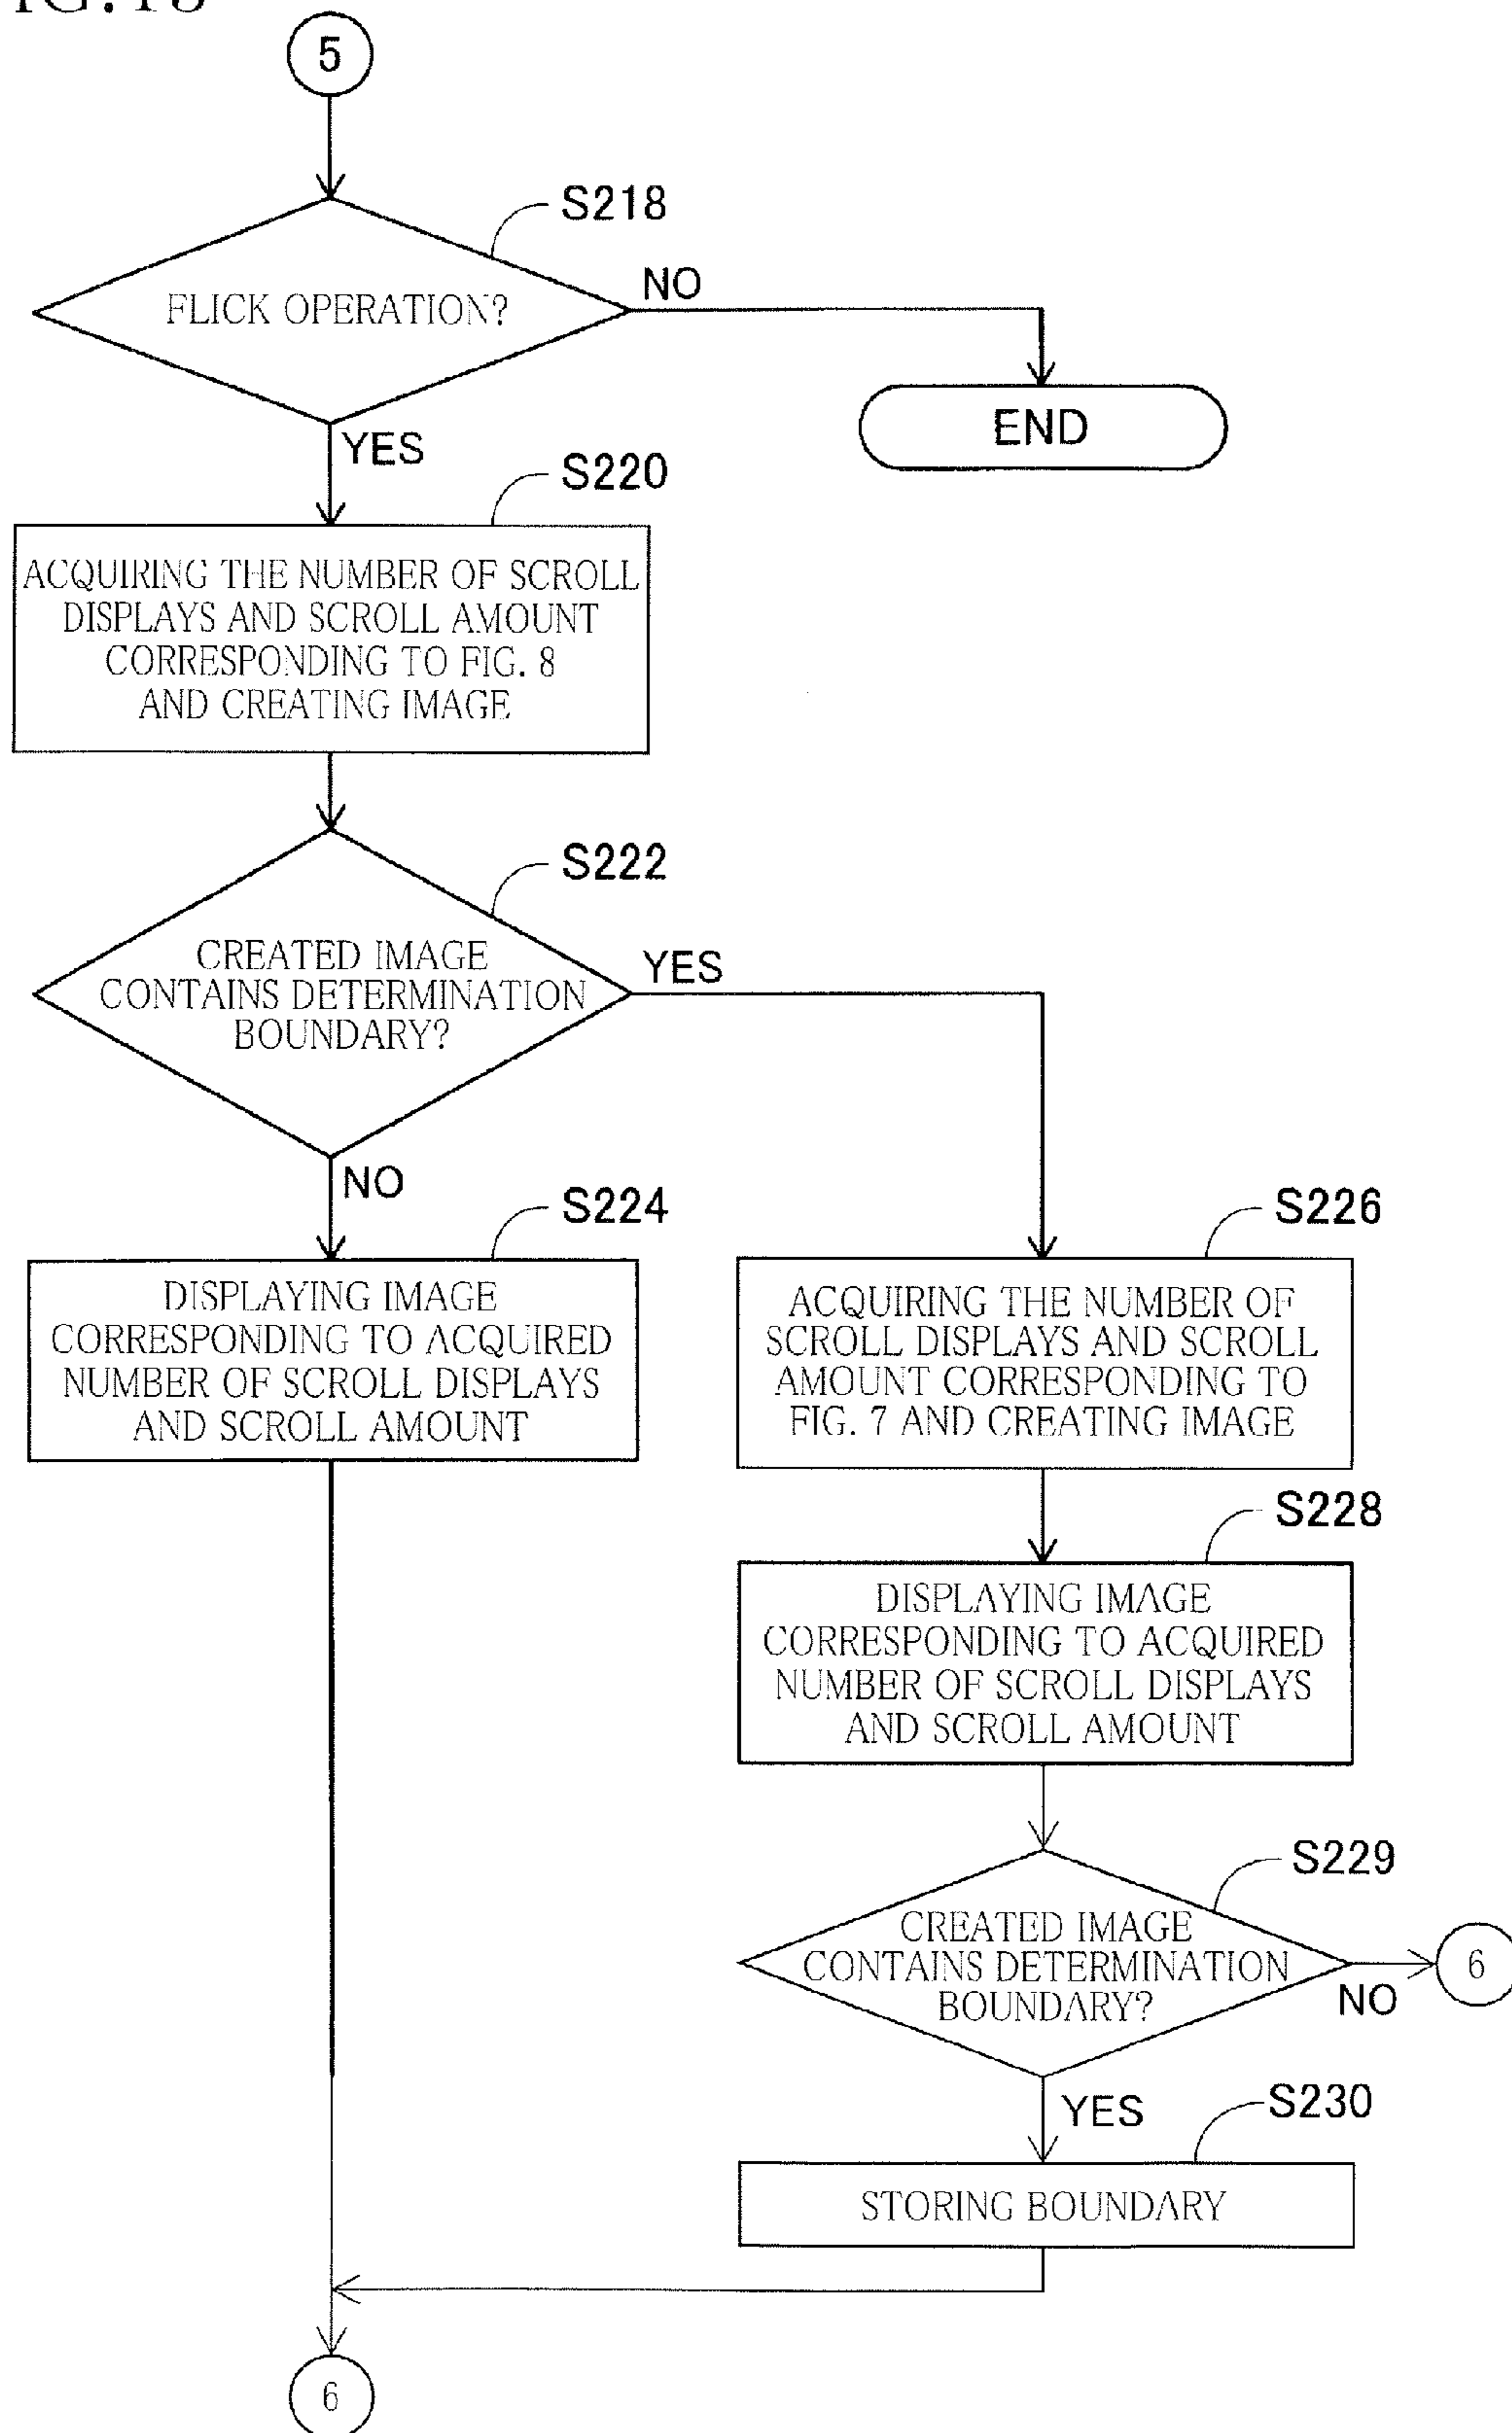 5
S218
FLICK OPERATION?
NO
END
YES
S220
ACQUIRING THE NUMBER OF SCROLL
DISPLAYS AND SCROLL AMOUNT
CORRESPONDING TO FIG. 8
AND CREATING IMAGE
S222
CREATED IMAGE
CONTAINS DETERMINATION
BOUNDARY?
YES
NO
S224
DISPLAYING IMAGE
CORRESPONDING TO ACQUIRED
NUMBER OF SCROLL DISPLAYS
AND SCROLL AMOUNT
S226
ACQUIRING THE NUMBER OF
SCROLL DISPLAYS AND SCROLL
AMOUNT CORRESPONDING TO
FIG. 7 AND CREATING IMAGE
S228
DISPLAYING IMAGE
CORRESPONDING TO ACQUIRED
NUMBER OF SCROLL DISPLAYS
AND SCROLL AMOUNT
S229
CREATED IMAGE
CONTAINS DETERMINATION
BOUNDARY?
NO
6
YES
S230
STORING BOUNDARY
6